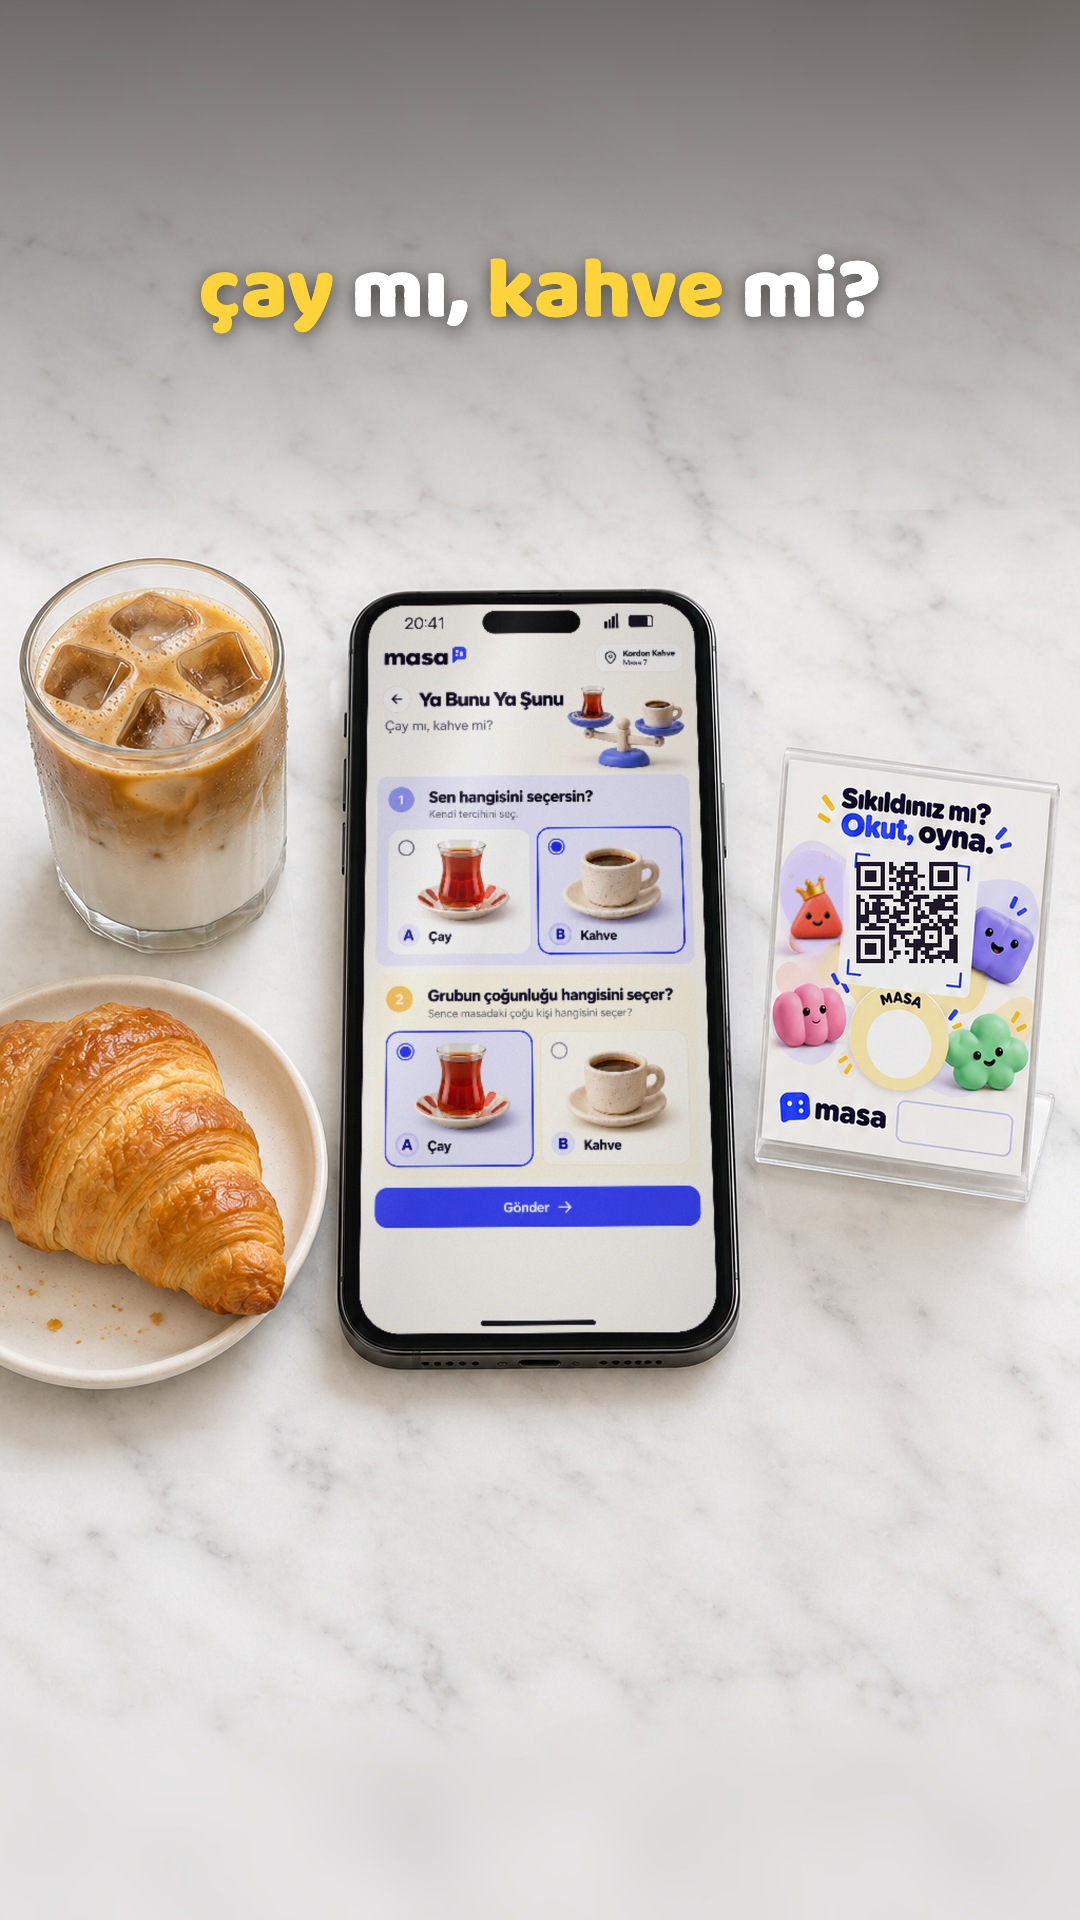 çay mı, kahve mi?
20:41
masa
Kordon Kahve
Masa 7
Ya Bunu Ya Şunu
Çay mı, kahve mi?
1
Sen hangisini seçersin?
Kendi tercihini seç.
A Çay
B Kahve
2
Grubun çoğunluğu hangisini seçer?
Sence masadaki çoğu kişi hangisini seçer?
A Çay
B Kahve
Gönder →
Sıkıldınız mı?
Okut, oyna.
MASA
masa